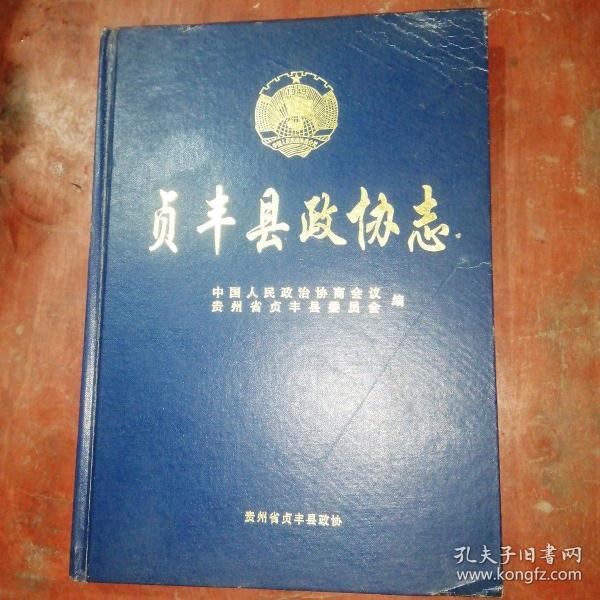 1949
贞丰县政协志
中国人民政治协商会议
贵州省贞丰县委员会
编
贵州省贞丰县政协
孔夫子旧书网
www.kongfz.com